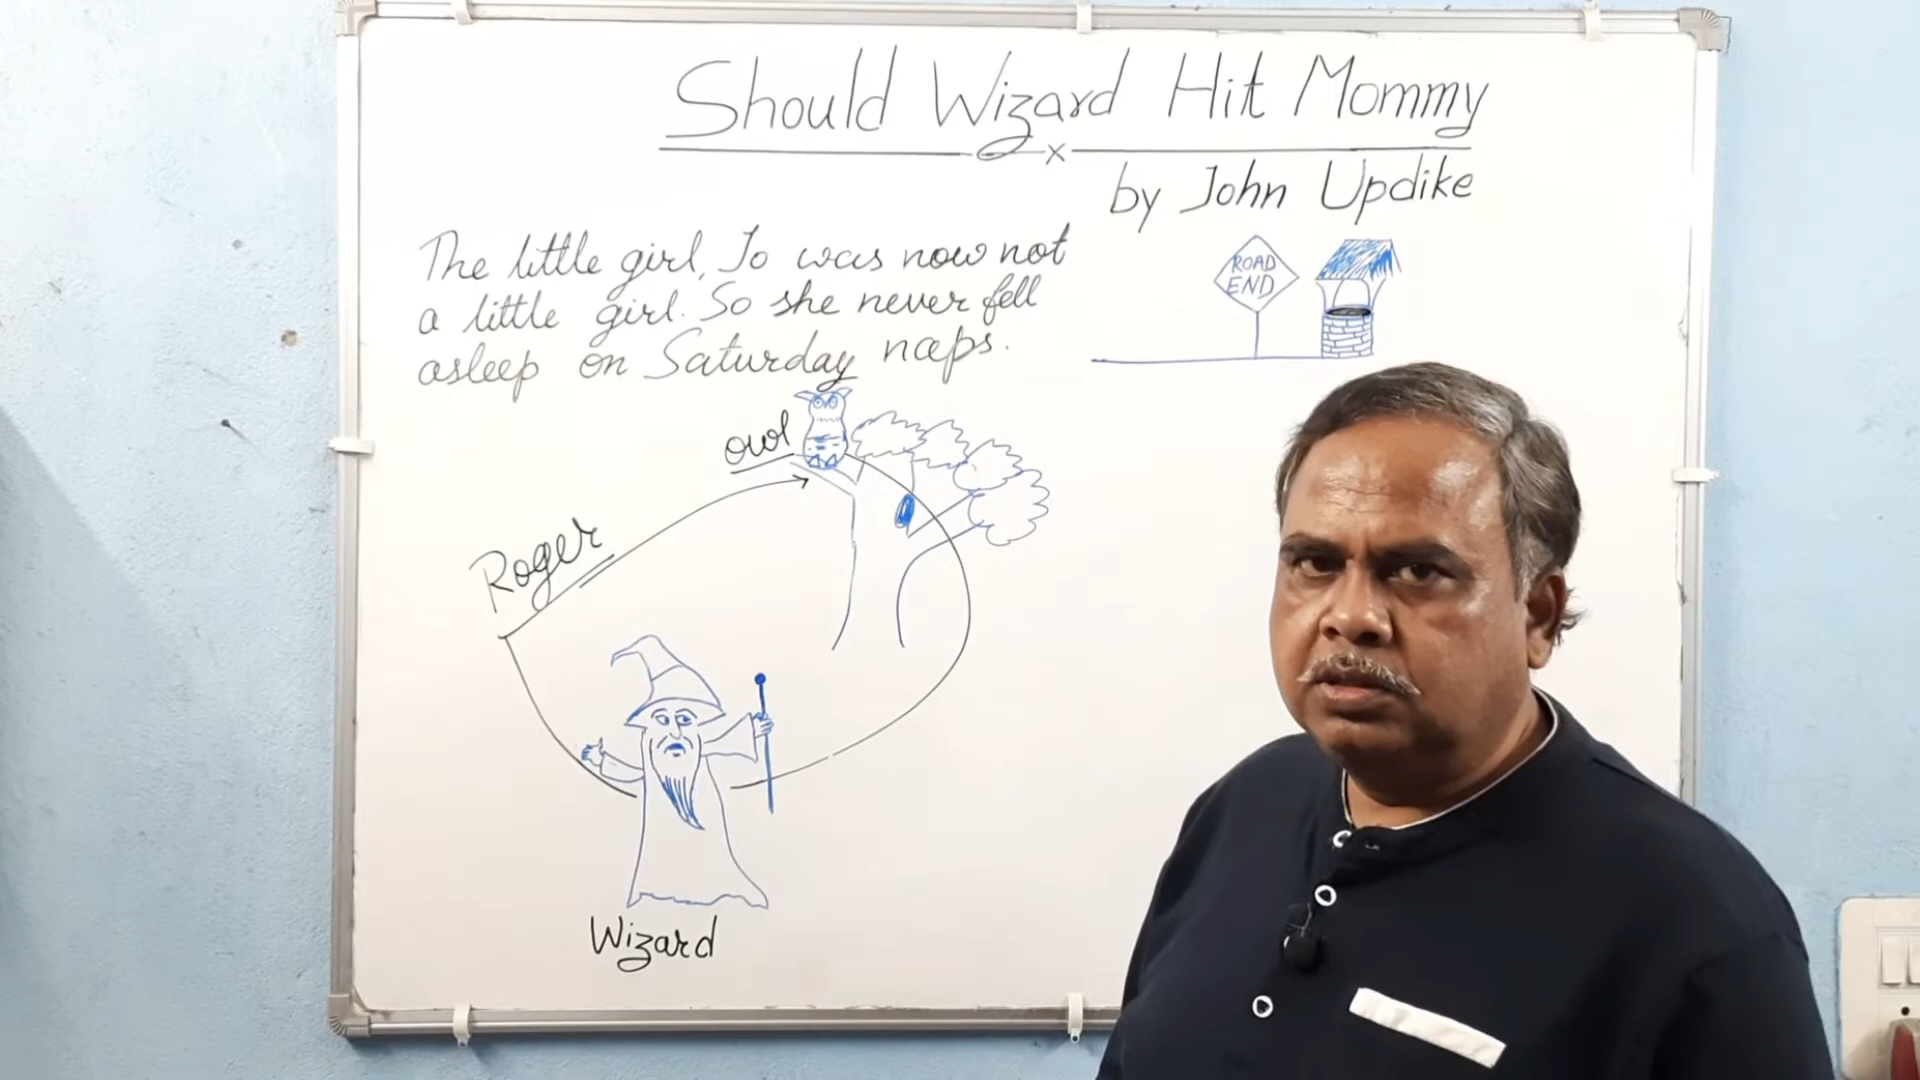 Should Wizard Hit Mommy
by John Updike
The little girl, Jo was now not
a little girl. So she never fell
asleep on Saturday naps.
ROAD
END
owl
Roger
Wizard